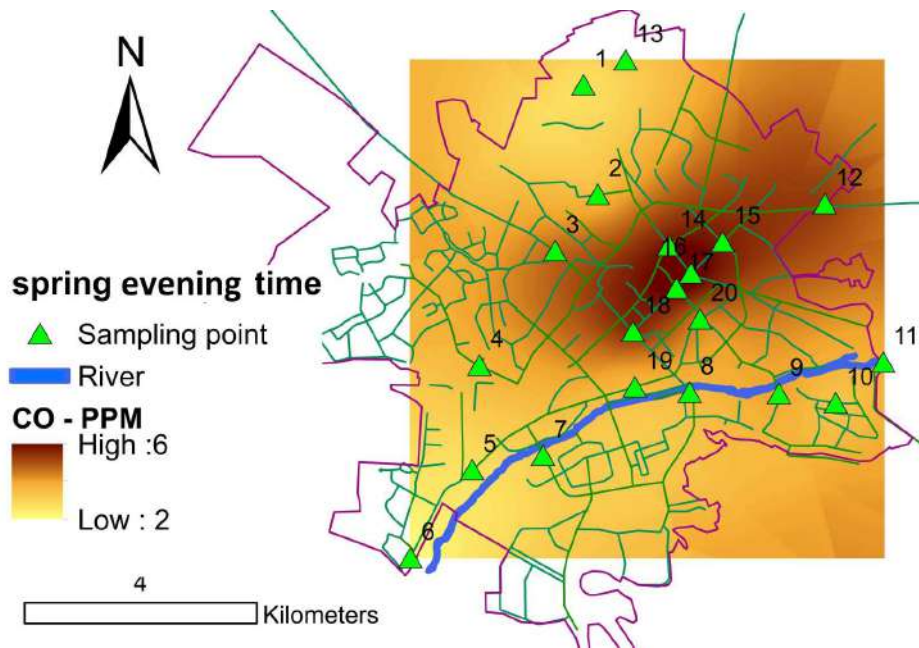 N
13
1
2
12
3
14
15
16
17
18
20
4
19
8
9
10
11
5
7
6
spring evening time
Sampling point
River
CO - PPM
High :6
Low : 2
4
Kilometers